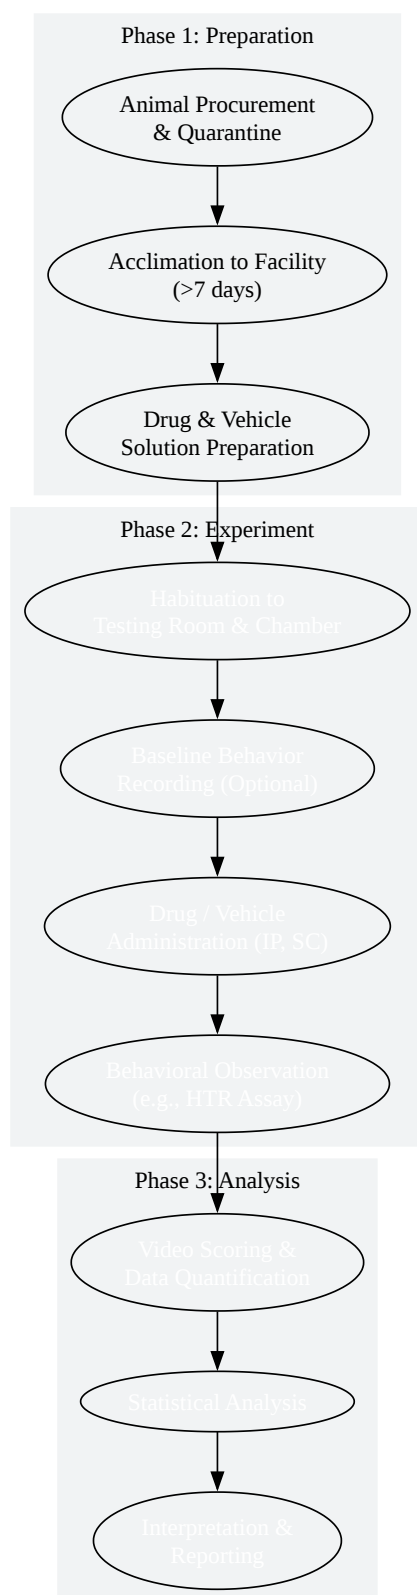 Phase 1: Preparation
Animal Procurement
& Quarantine
Acclimation to Facility
(>7 days)
Drug & Vehicle
Solution Preparation
Phase 2: Experiment
Habituation to
Testing Room & Chamber
Baseline Behavior
Recording (Optional)
Drug / Vehicle
Administration (IP, SC)
Behavioral Observation
(e.g., HTR Assay)
Phase 3: Analysis
Video Scoring &
Data Quantification
Statistical Analysis
Interpretation &
Reporting